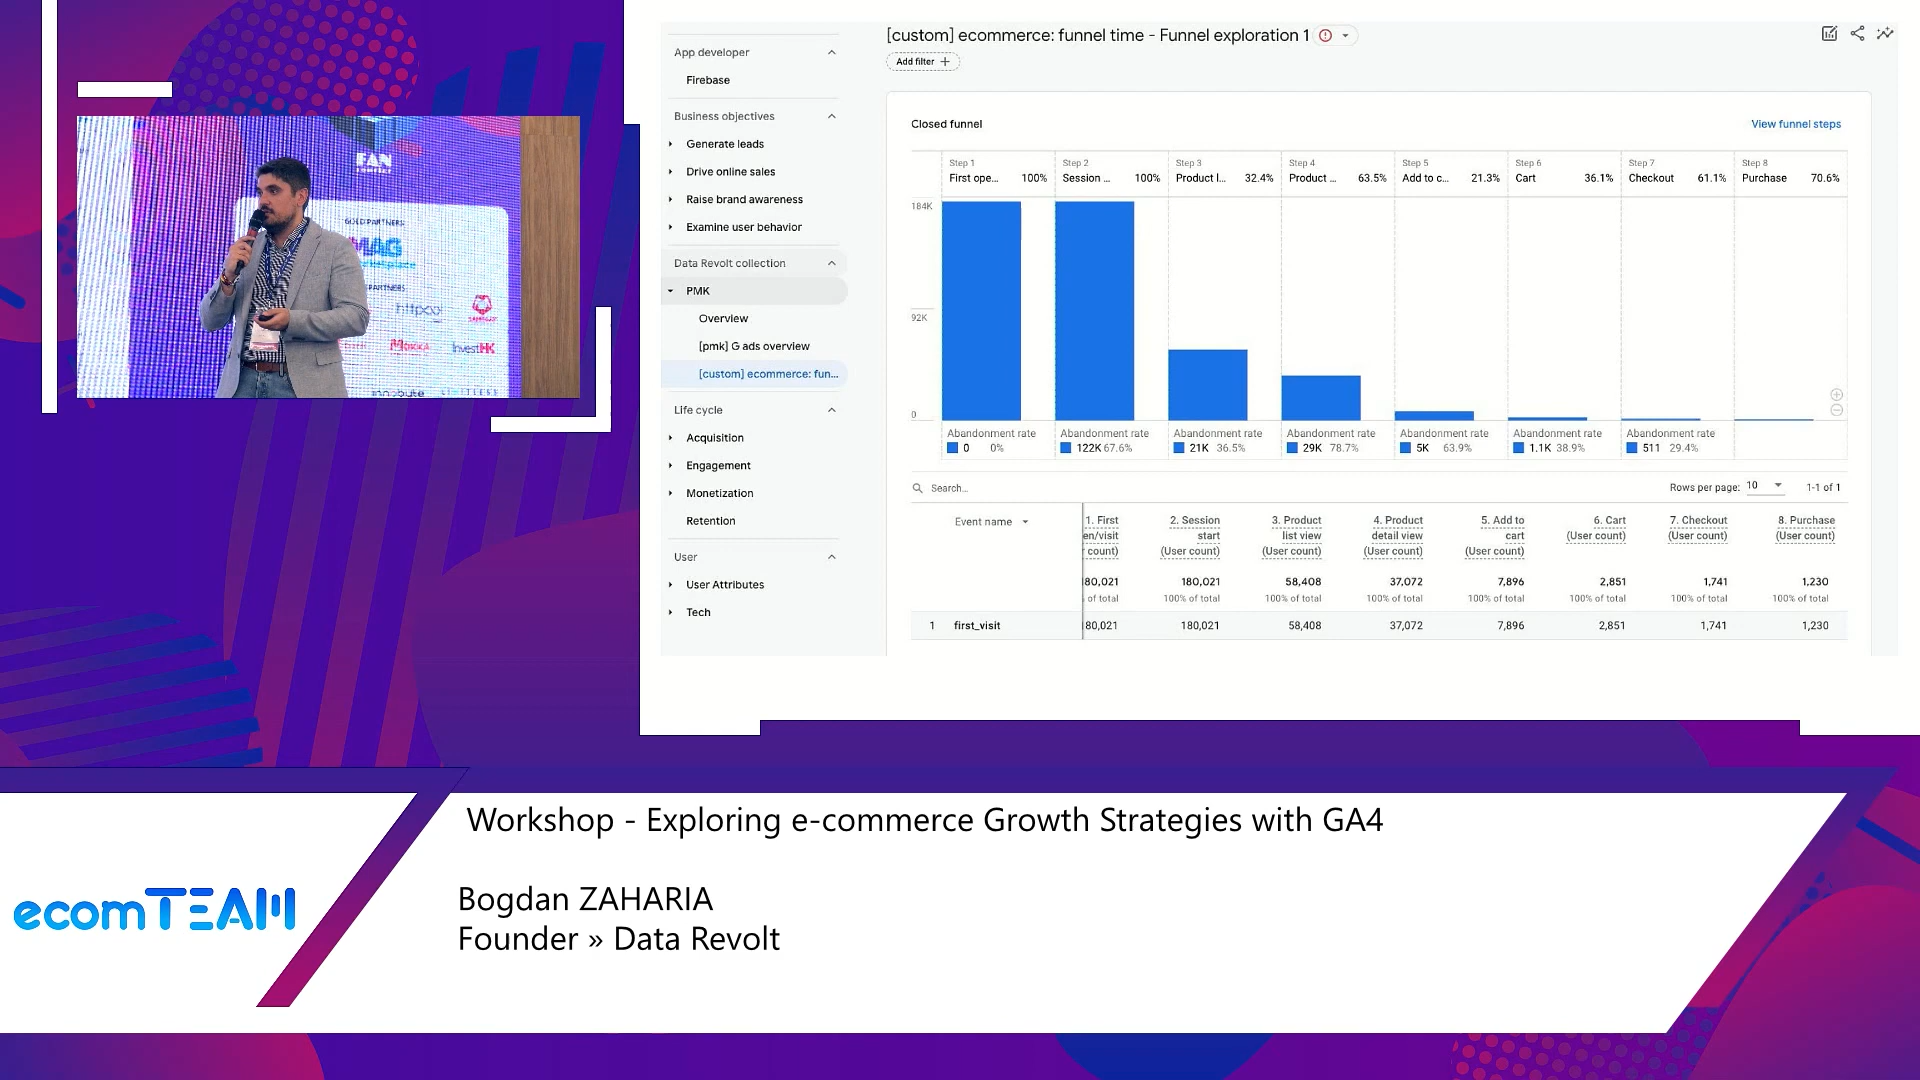 FAN
GOLD PARTNERS:
MAG
PARTNERS
httpool
MOKKA
InvestHK
innobyte
[custom] ecommerce: funnel time - Funnel exploration 1
Add filter +
App developer
Firebase
Business objectives
Generate leads
Drive online sales
Raise brand awareness
Examine user behavior
Data Revolt collection
PMK
Overview
[pmk] G ads overview
[custom] ecommerce: fun...
Life cycle
Acquisition
Engagement
Monetization
Retention
User
User Attributes
Tech
Closed funnel
View funnel steps
Step 1 Step 2 Step 3 Step 4 Step 5 Step 6 Step 7 Step 8
First ope... 100% Session ... 100% Product l... 32.4% Product ... 63.5% Add to c... 21.3% Cart 36.1% Checkout 61.1% Purchase 70.6%
184K
92K
0
Abandonment rate Abandonment rate Abandonment rate Abandonment rate Abandonment rate Abandonment rate Abandonment rate
0 0% 122K 67.6% 21K 36.5% 29K 78.7% 5K 63.9% 1.1K 38.9% 511 29.4%
Search...
Rows per page: 10 1-1 of 1
Event name 1. First 2. Session 3. Product 4. Product 5. Add to 6. Cart 7. Checkout 8. Purchase
en/visit start list view detail view cart (User count) (User count) (User count)
r count) (User count) (User count) (User count) (User count)
80,021 180,021 58,408 37,072 7,896 2,851 1,741 1,230
of total 100% of total 100% of total 100% of total 100% of total 100% of total 100% of total 100% of total
1 first_visit 80,021 180,021 58,408 37,072 7,896 2,851 1,741 1,230
Workshop - Exploring e-commerce Growth Strategies with GA4
ecomTEAM
Bogdan ZAHARIA
Founder » Data Revolt